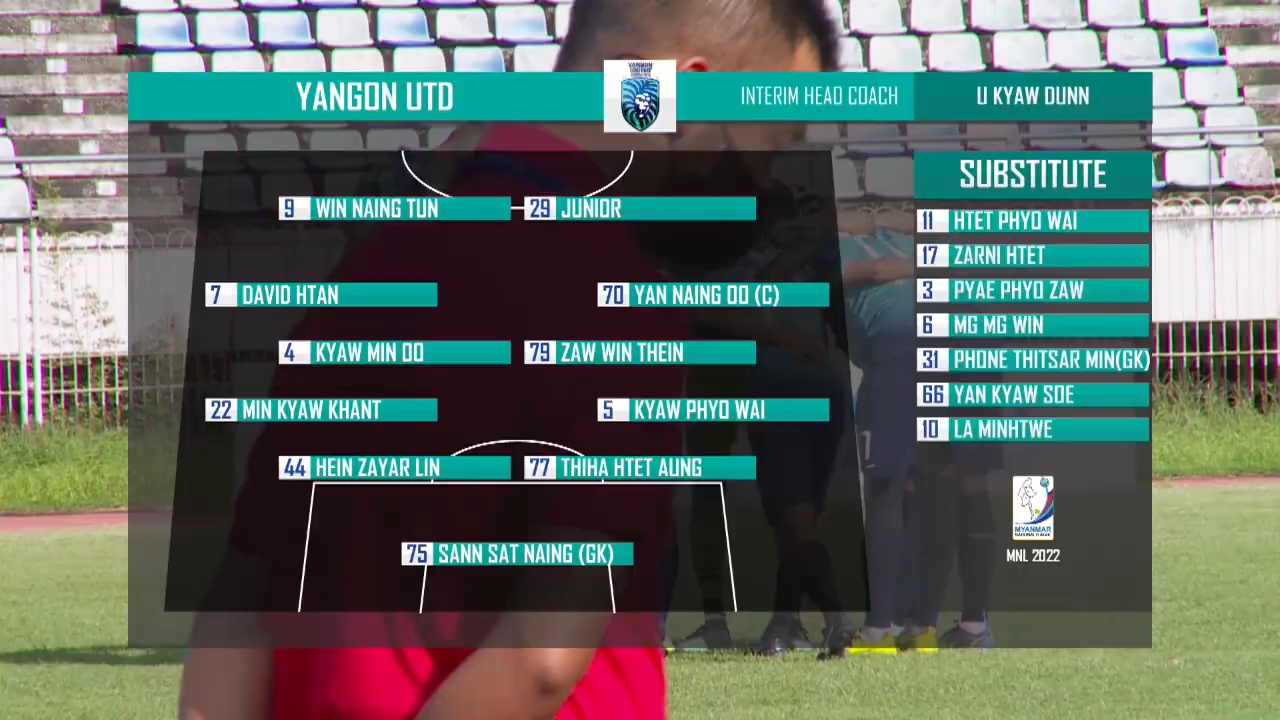 YANGON UTD
INTERIM HEAD COACH
U KYAW DUNN
9 WIN NAING TUN
29 JUNIOR
7 DAVID HTAN
70 YAN NAING OO (C)
4 KYAW MIN OO
79 ZAW WIN THEIN
22 MIN KYAW KHANT
5 KYAW PHYO WAI
44 HEIN ZAYAR LIN
77 THIHA HTET AUNG
75 SANN SAT NAING (GK)
SUBSTITUTE
11 HTET PHYO WAI
17 ZARNI HTET
3 PYAE PHYO ZAW
6 MG MG WIN
31 PHONE THITSAR MIN(GK)
66 YAN KYAW SOE
10 LA MINHTWE
MYANMAR
NATIONAL LEAGUE
MNL 2022